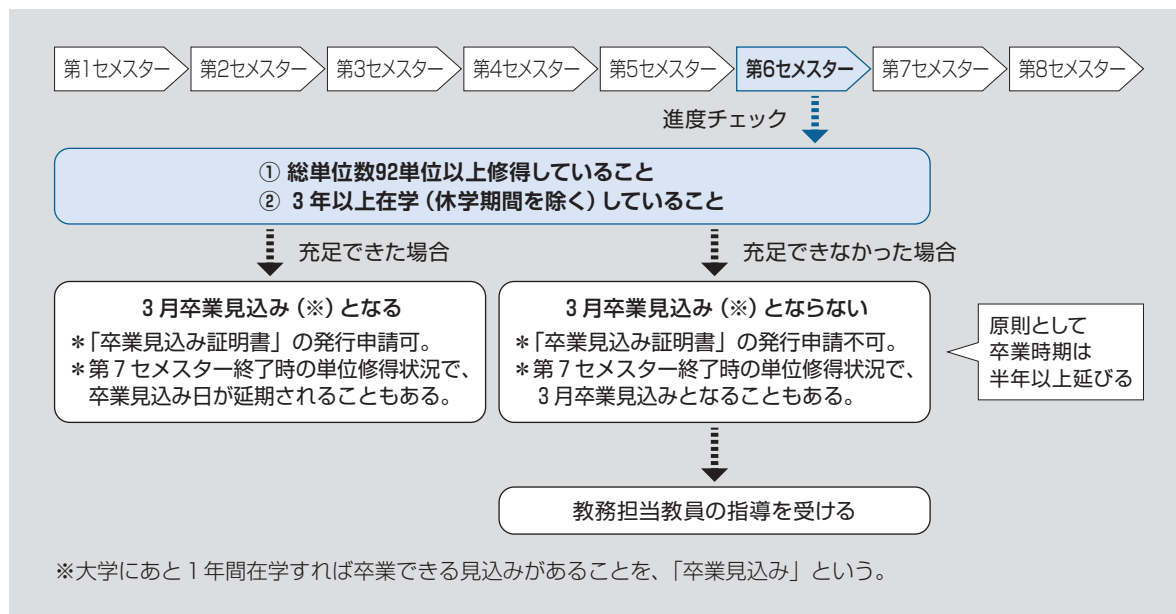 第1セメスター 第2セメスター 第3セメスター 第4セメスター 第5セメスター 第6セメスター 第7セメスター 第8セメスター
進度チェック
① 総単位数92単位以上修得していること
② 3年以上在学（休学期間を除く）していること
充足できた場合
充足できなかった場合
3月卒業見込み（※）となる
＊「卒業見込み証明書」の発行申請可。
＊第7セメスター終了時の単位修得状況で、
卒業見込み日が延期されることもある。
3月卒業見込み（※）とならない
＊「卒業見込み証明書」の発行申請不可。
＊第7セメスター終了時の単位修得状況で、
3月卒業見込みとなることもある。
原則として
卒業時期は
半年以上延びる
教務担当教員の指導を受ける
※大学にあと1年間在学すれば卒業できる見込みがあることを、「卒業見込み」という。